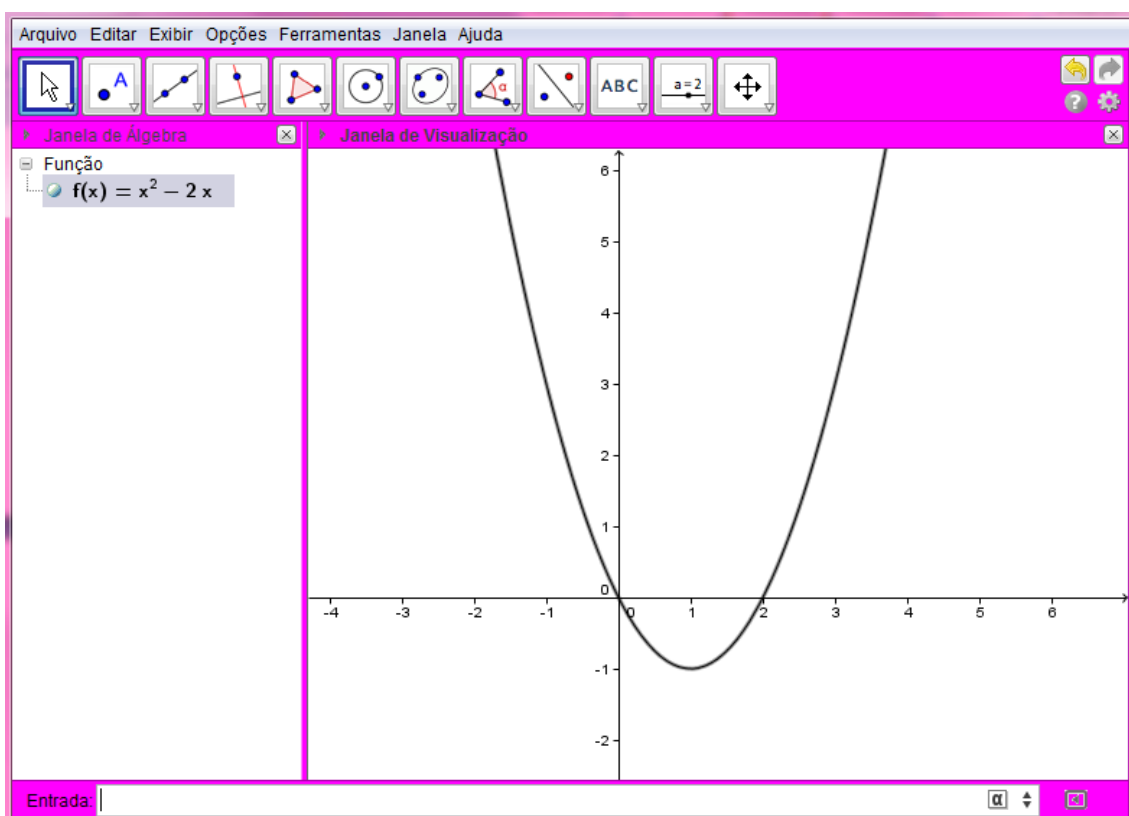 Arquivo Editar Exibir Opções Ferramentas Janela Ajuda
A
α
ABC
a=2
?
Janela de Álgebra
Janela de Visualização
Função
f(x) = x² − 2 x
6
5
4
3
2
1
0
-4 -3 -2 -1 0 1 2 3 4 5 6
-1
-2
Entrada:
α